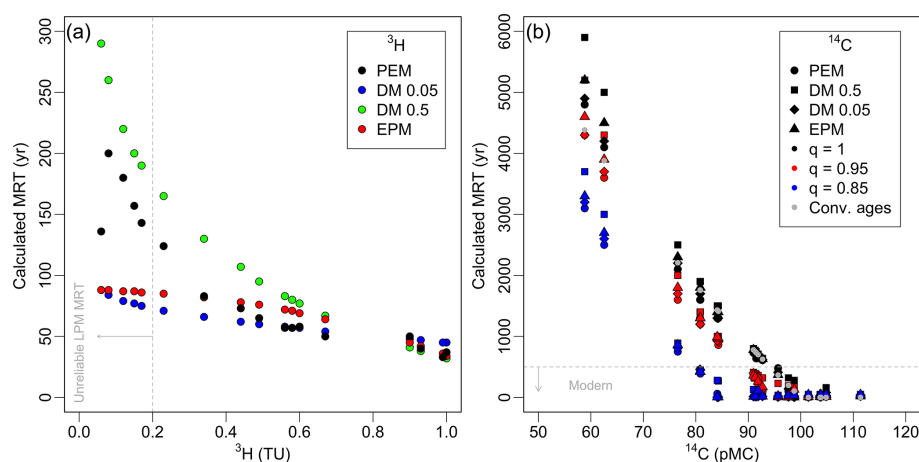 (a)
³H
PEM
DM 0.05
DM 0.5
EPM
Calculated MRT (yr)
0
50
100
150
200
250
300
Unreliable LPM MRT
0.0
0.2
0.4
0.6
0.8
1.0
³H (TU)
(b)
¹⁴C
PEM
DM 0.5
DM 0.05
EPM
q = 1
q = 0.95
q = 0.85
Conv. ages
Calculated MRT (yr)
0
1000
2000
3000
4000
5000
6000
Modern
50
60
70
80
90
100
110
120
¹⁴C (pMC)